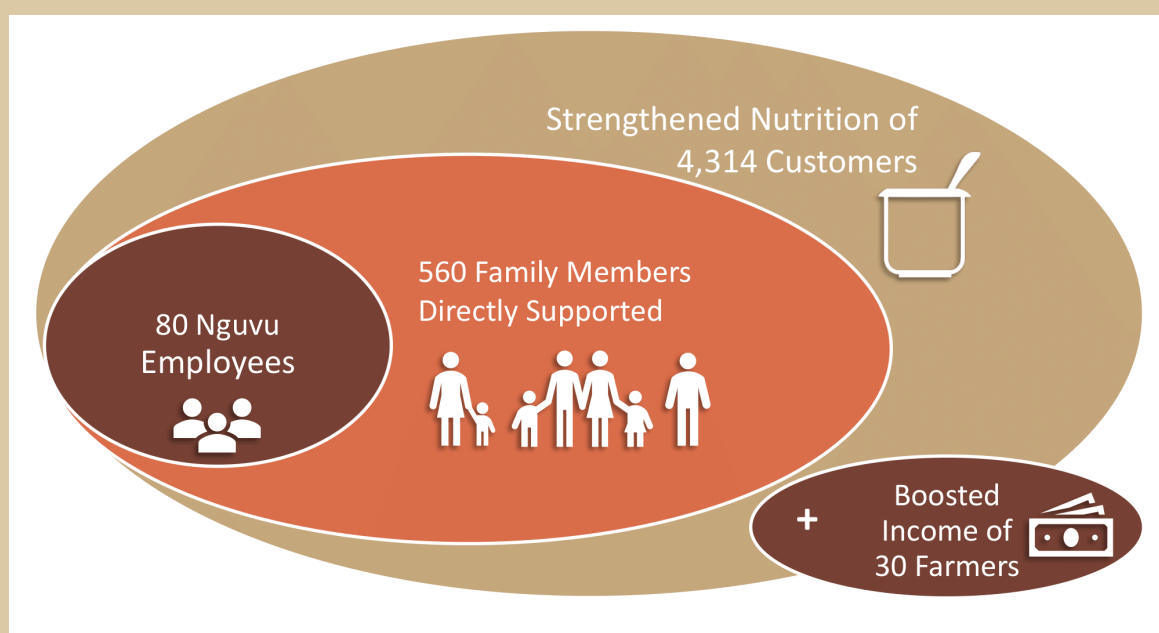 Strengthened Nutrition of
4,314 Customers
560 Family Members
Directly Supported
80 Nguvu
Employees
+
Boosted
Income of
30 Farmers